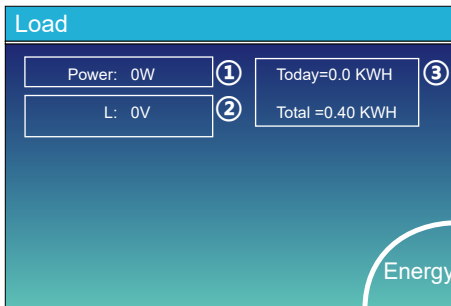 Load
Power: 0W
①
L: 0V
②
Today=0.0 KWH
③
Total =0.40 KWH
Energy